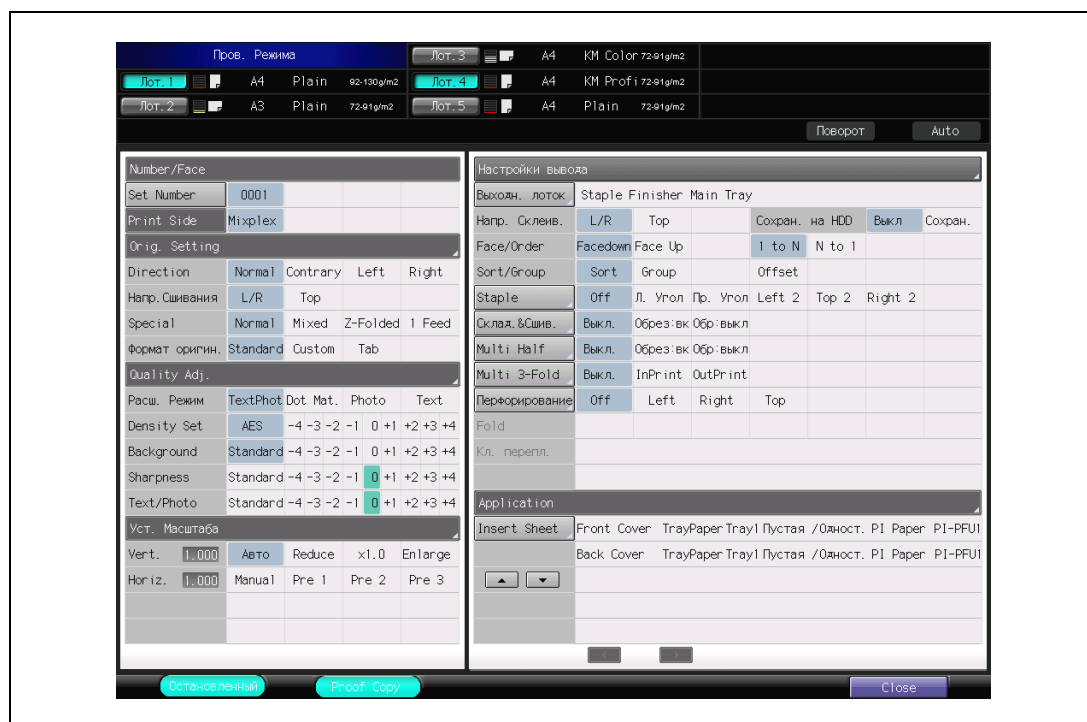 Пров. Режима
Лот.3 A4 KM Color 72-91g/m2
Лот.1 A4 Plain 92-130g/m2 Лот.4 A4 KM Profi 72-91g/m2
Лот.2 A3 Plain 72-91g/m2 Лот.5 A4 Plain 72-91g/m2
Поворот Auto
Number/Face
Set Number 0001
Print Side Mixplex
Orig. Setting
Direction Normal Contrary Left Right
Напр.Сшивания L/R Top
Special Normal Mixed Z-Folded 1 Feed
Формат оригин. Standard Custom Tab
Quality Adj.
Расш. Режим TextPhot Dot Mat. Photo Text
Density Set AES -4 -3 -2 -1 0 +1 +2 +3 +4
Background Standard -4 -3 -2 -1 0 +1 +2 +3 +4
Sharpness Standard -4 -3 -2 -1 0 +1 +2 +3 +4
Text/Photo Standard -4 -3 -2 -1 0 +1 +2 +3 +4
Уст. Масштаба
Vert. 1.000 Авто Reduce x1.0 Enlarge
Horiz. 1.000 Manual Pre 1 Pre 2 Pre 3
Настройки вывода
Выходн. лоток Staple Finisher Main Tray
Напр. Склеив. L/R Top Сохран. на HDD Выкл Сохран.
Face/Order Facedown Face Up 1 to N N to 1
Sort/Group Sort Group Offset
Staple Off Л. Угол Пр. Угол Left 2 Top 2 Right 2
Склад.&Сшив. Выкл. Обрез:вк Обр:выкл
Multi Half Выкл. Обрез:вк Обр:выкл
Multi 3-Fold Выкл. InPrint OutPrint
Перфорирование Off Left Right Top
Fold
Кл. перепл.
Application
Insert Sheet Front Cover TrayPaper Tray1 Пустая /Одност. PI Paper PI-PFU1
Back Cover TrayPaper Tray1 Пустая /Одност. PI Paper PI-PFU1
Остановленный Proof Copy Close